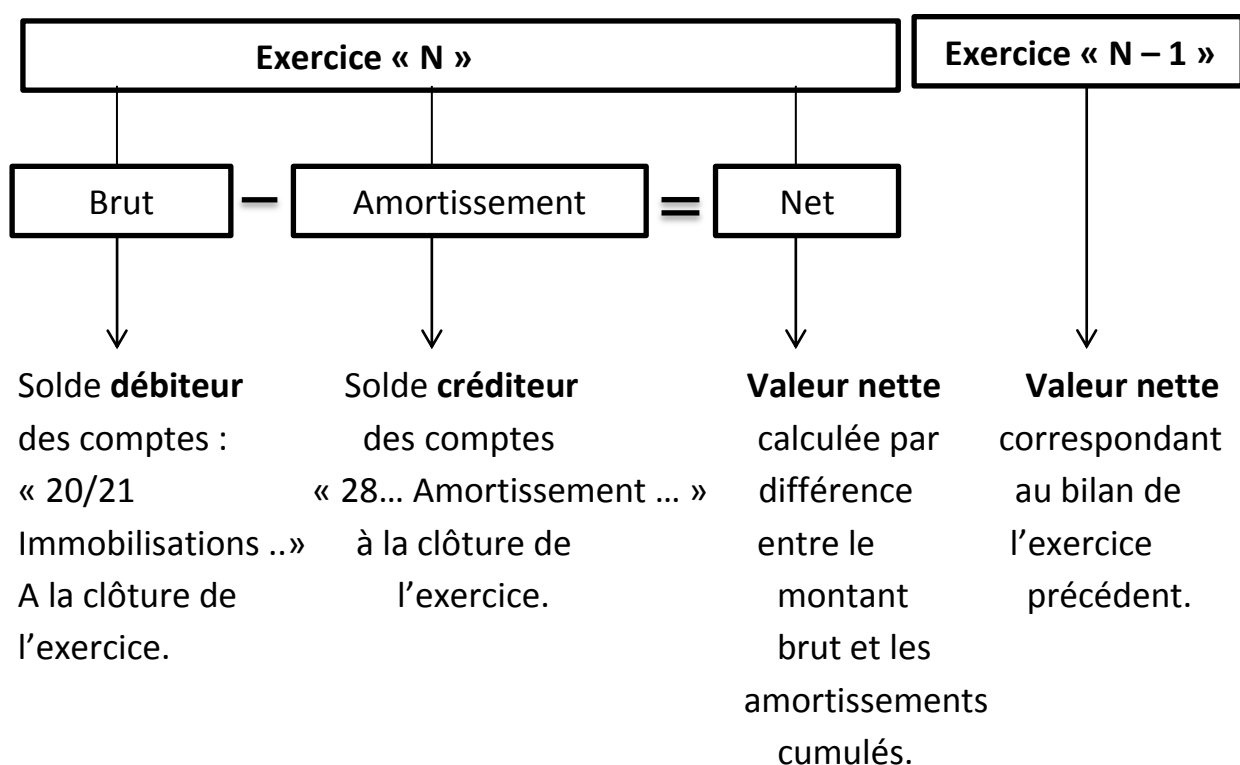 Exercice « N »
Exercice « N – 1 »
Brut
–
Amortissement
=
Net
Solde débiteur
des comptes :
« 20/21
Immobilisations ..»
A la clôture de
l’exercice.
Solde créditeur
des comptes
« 28... Amortissement ... »
à la clôture de
l’exercice.
Valeur nette
calculée par
différence
entre le
montant
brut et les
amortissements
cumulés.
Valeur nette
correspondant
au bilan de
l’exercice
précédent.